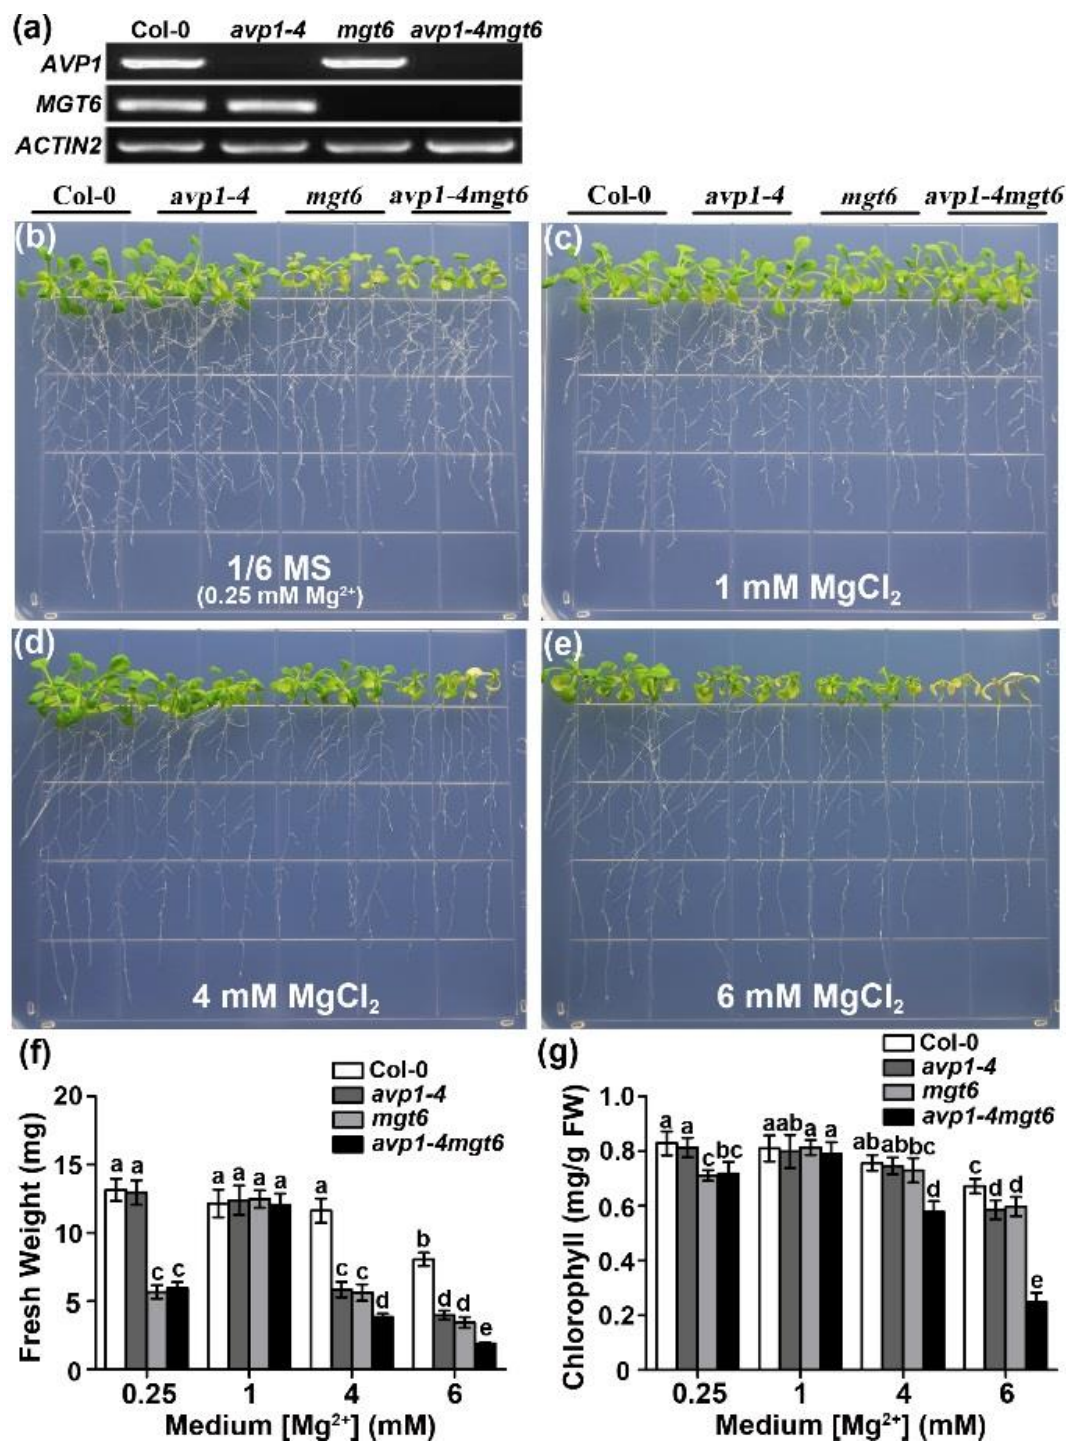 (a) Col-0 avp1-4 mgt6 avp1-4mgt6
AVP1
MGT6
ACTIN2
Col-0 avp1-4 mgt6 avp1-4mgt6
Col-0 avp1-4 mgt6 avp1-4mgt6
(b)
1/6 MS
(0.25 mM Mg²⁺)
(c)
1 mM MgCl₂
(d)
4 mM MgCl₂
(e)
6 mM MgCl₂
(f)
Col-0
avp1-4
mgt6
avp1-4mgt6
Fresh Weight (mg)
20
15
10
5
0
a a c c
a a a a
a c c d
b d d e
0.25 1 4 6
Medium [Mg²⁺] (mM)
(g)
Col-0
avp1-4
mgt6
avp1-4mgt6
Chlorophyll (mg/g FW)
1.0
0.8
0.6
0.4
0.2
0
a a c bc
a ab a a
ab ab bc d
c d d e
0.25 1 4 6
Medium [Mg²⁺] (mM)